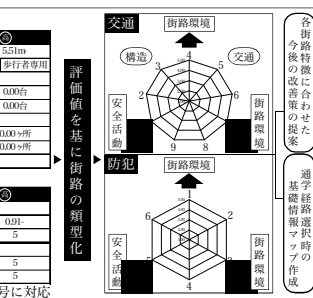 高
5.51m
歩行者専用
0.00台
0.00台
0.00ヶ所
0.00ヶ所
高
0.91-
5
5
5
号に対応
評価値を基に街路の類型化
交通
街路環境
構造
交通
4
5
6
8
9
2
3
安全活動
街路環境
防犯
街路環境
1
2
4
6
安全活動
街路環境
各街路特徴に合わせた
今後の改善策の提案
通学経路選択時の
基礎情報マップ作成